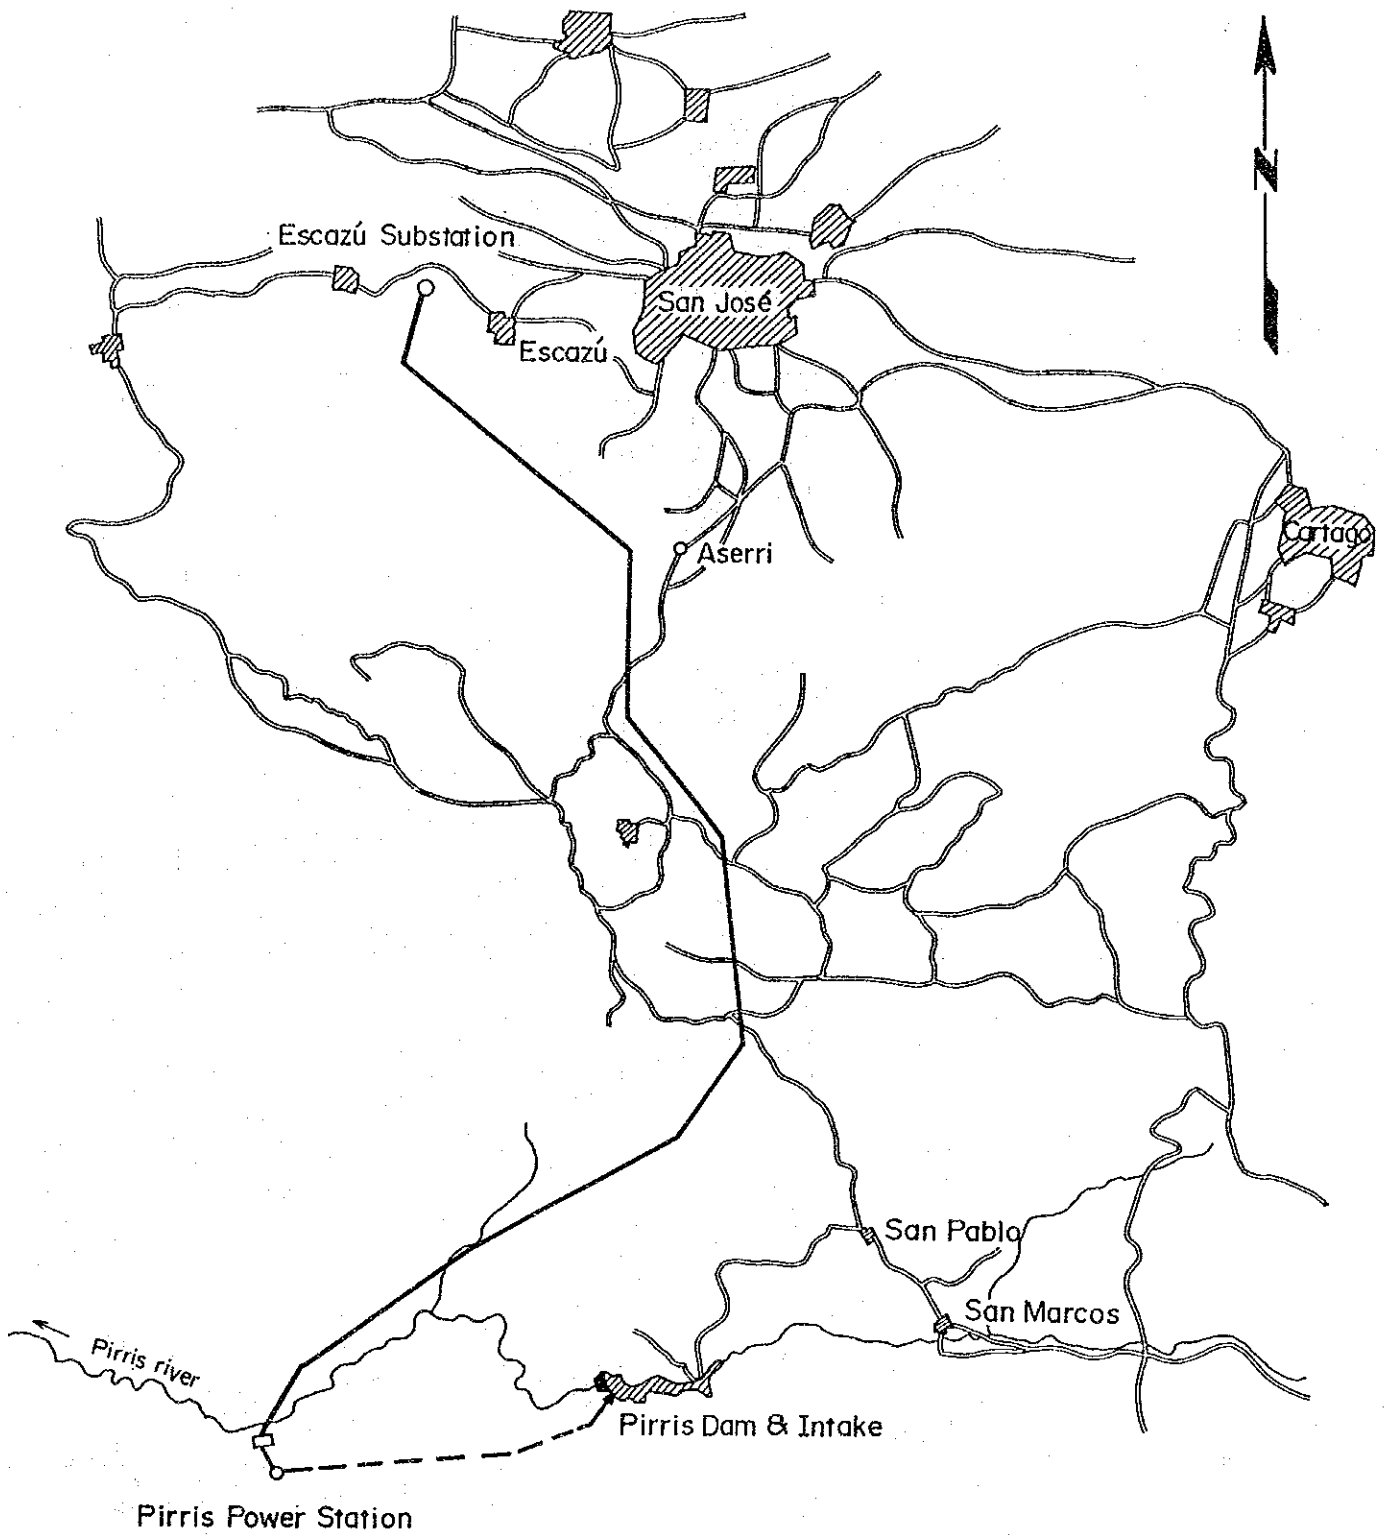 N
Escazú Substation
San José
Escazú
Cartago
Aserri
San Pablo
San Marcos
Pirris river
Pirris Dam & Intake
Pirris Power Station